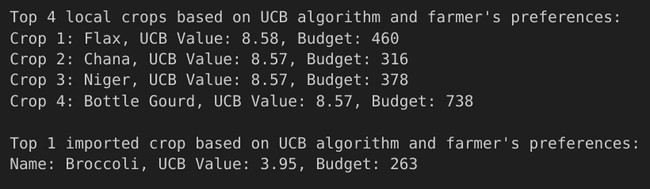 Top 4 local crops based on UCB algorithm and farmer's preferences:
Crop 1: Flax, UCB Value: 8.58, Budget: 460
Crop 2: Chana, UCB Value: 8.57, Budget: 316
Crop 3: Niger, UCB Value: 8.57, Budget: 378
Crop 4: Bottle Gourd, UCB Value: 8.57, Budget: 738
Top 1 imported crop based on UCB algorithm and farmer's preferences:
Name: Broccoli, UCB Value: 3.95, Budget: 263